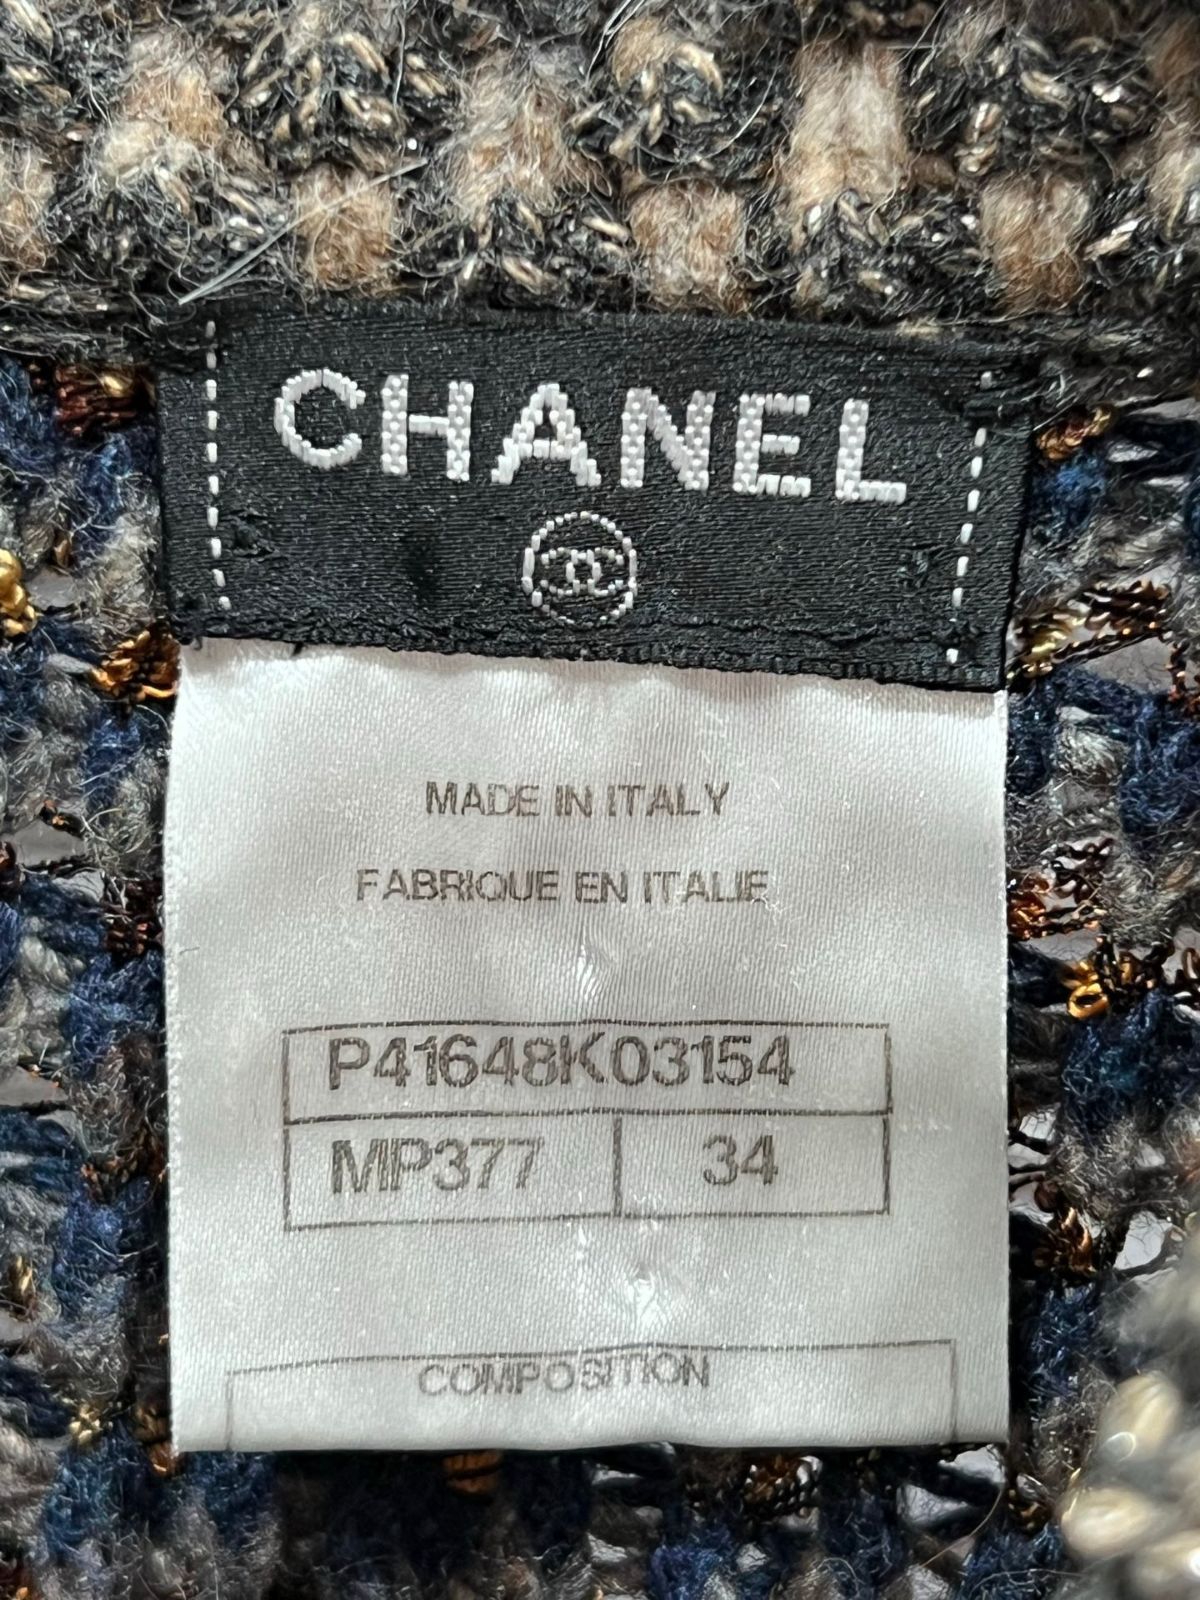 CHANEL
MADE IN ITALY
FABRIQUE EN ITALIE
P41648K03154
MP377 34
COMPOSITION